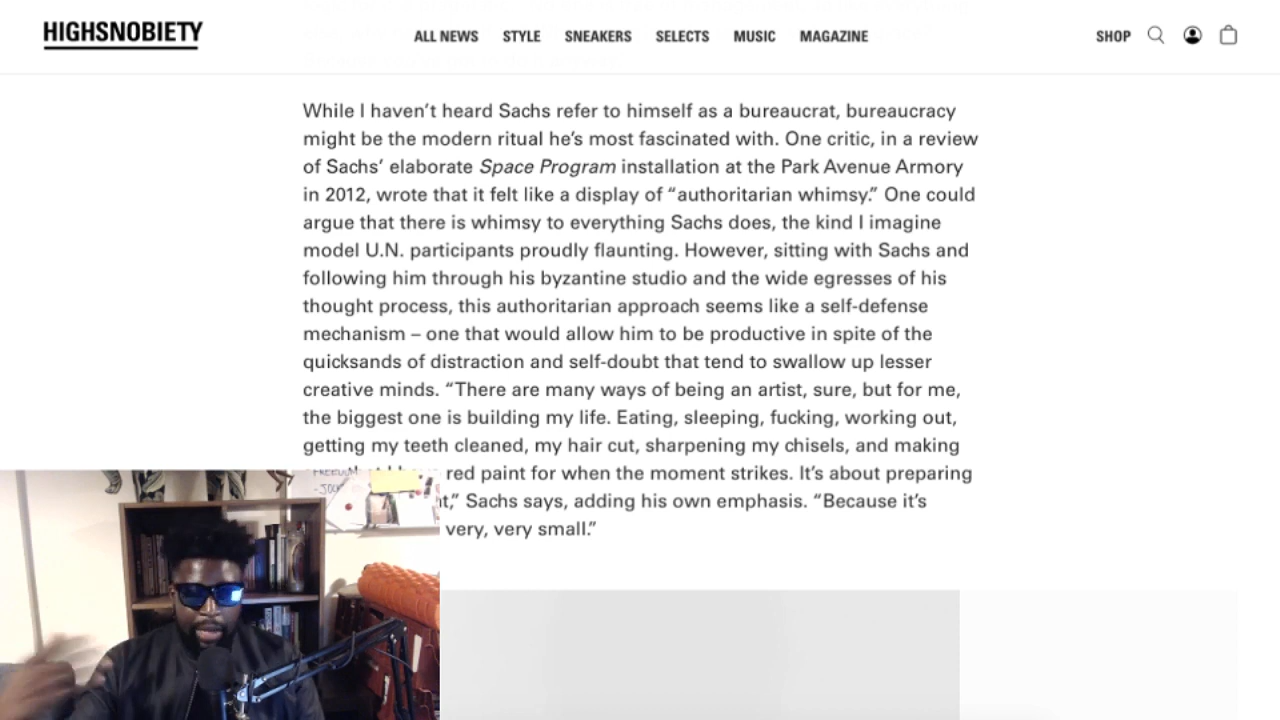 HIGHSNOBIETY
ALL NEWS STYLE SNEAKERS SELECTS MUSIC MAGAZINE
SHOP
While I haven’t heard Sachs refer to himself as a bureaucrat, bureaucracy
might be the modern ritual he’s most fascinated with. One critic, in a review
of Sachs’ elaborate Space Program installation at the Park Avenue Armory
in 2012, wrote that it felt like a display of “authoritarian whimsy.” One could
argue that there is whimsy to everything Sachs does, the kind I imagine
model U.N. participants proudly flaunting. However, sitting with Sachs and
following him through his byzantine studio and the wide egresses of his
thought process, this authoritarian approach seems like a self-defense
mechanism – one that would allow him to be productive in spite of the
quicksands of distraction and self-doubt that tend to swallow up lesser
creative minds. “There are many ways of being an artist, sure, but for me,
the biggest one is building my life. Eating, sleeping, fucking, working out,
getting my teeth cleaned, my hair cut, sharpening my chisels, and making
red paint for when the moment strikes. It’s about preparing
Sachs says, adding his own emphasis. “Because it’s
very, very small.”